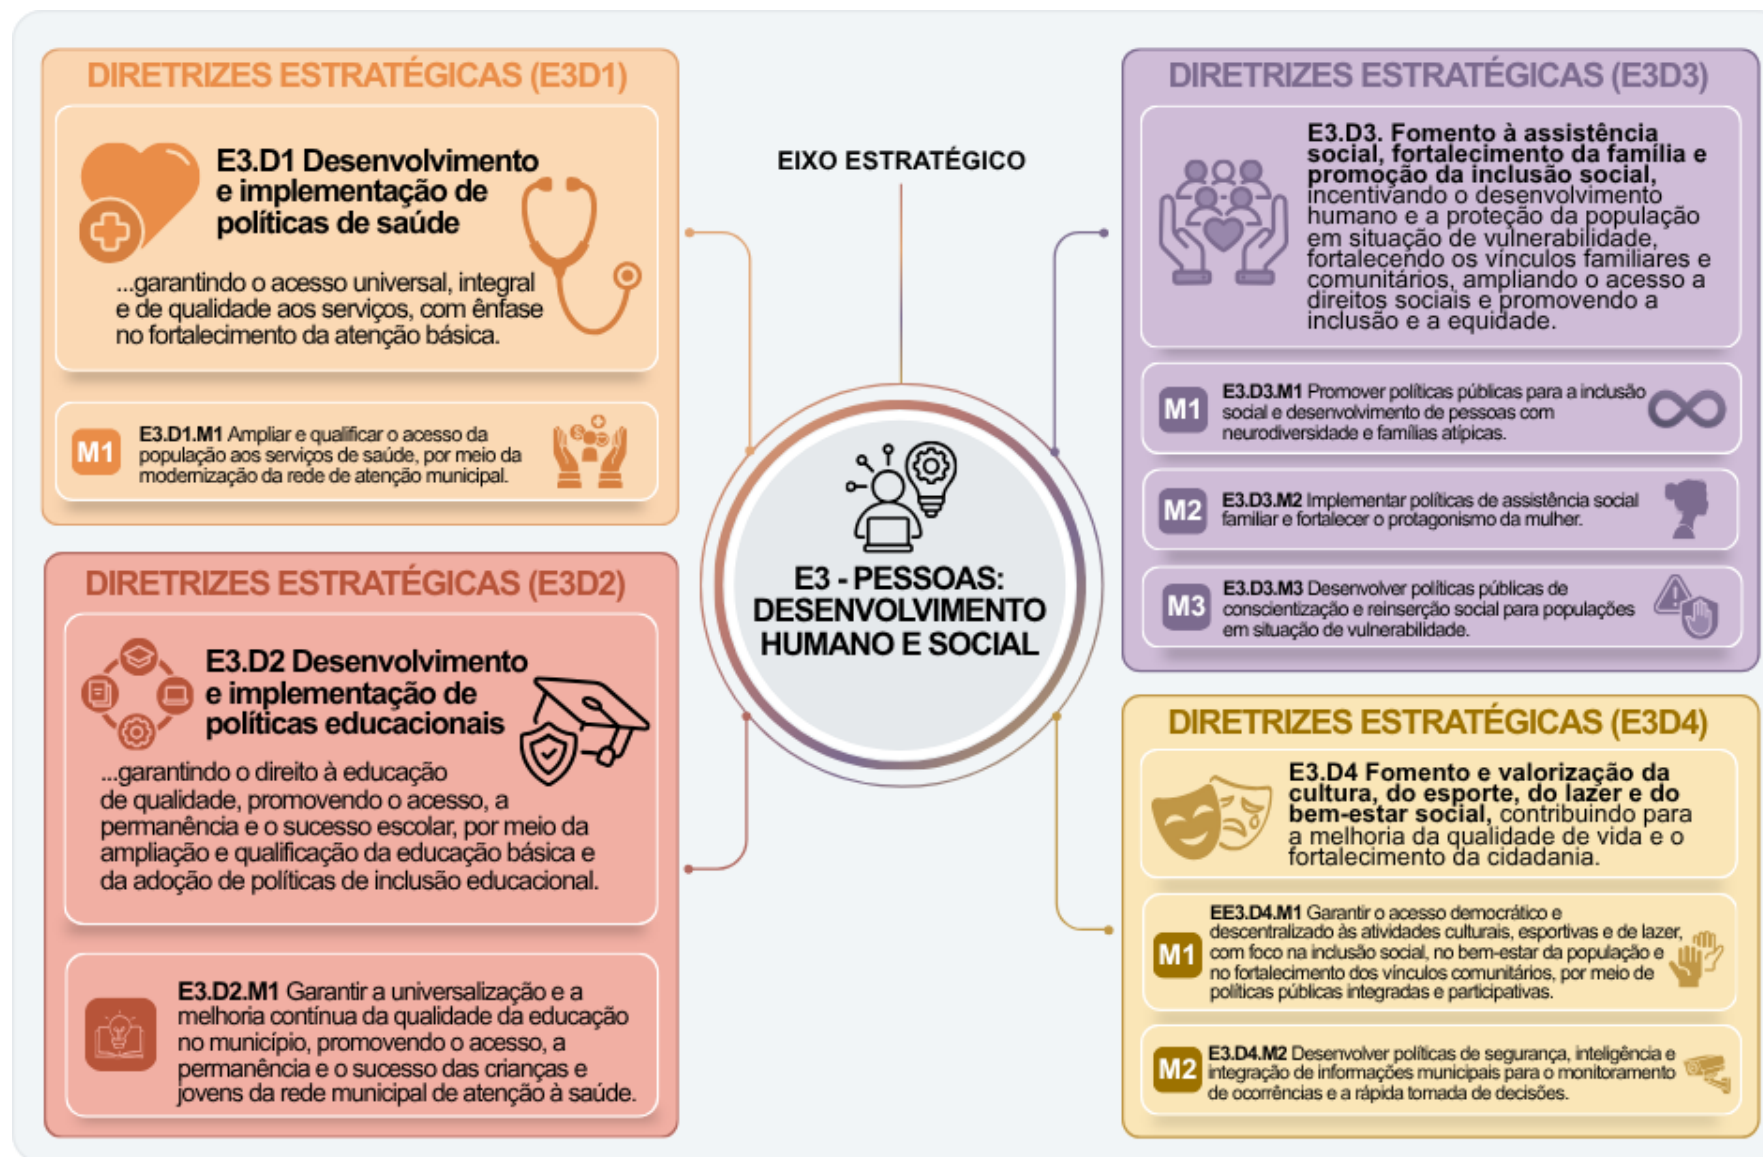 DIRETRIZES ESTRATÉGICAS (E3D1)
E3.D1 Desenvolvimento
e implementação de
políticas de saúde
...garantindo o acesso universal, integral
e de qualidade aos serviços, com ênfase
no fortalecimento da atenção básica.
M1
E3.D1.M1 Ampliar e qualificar o acesso da
população aos serviços de saúde, por meio da
modernização da rede de atenção municipal.
DIRETRIZES ESTRATÉGICAS (E3D2)
E3.D2 Desenvolvimento
e implementação de
políticas educacionais
...garantindo o direito à educação
de qualidade, promovendo o acesso, a
permanência e o sucesso escolar, por meio da
ampliação e qualificação da educação básica e
da adoção de políticas de inclusão educacional.
E3.D2.M1 Garantir a universalização e a
melhoria contínua da qualidade da educação
no município, promovendo o acesso, a
permanência e o sucesso das crianças e
jovens da rede municipal de atenção à saúde.
EIXO ESTRATÉGICO
E3 - PESSOAS:
DESENVOLVIMENTO
HUMANO E SOCIAL
DIRETRIZES ESTRATÉGICAS (E3D3)
E3.D3. Fomento à assistência
social, fortalecimento da família e
promoção da inclusão social,
incentivando o desenvolvimento
humano e a proteção da população
em situação de vulnerabilidade,
fortalecendo os vínculos familiares e
comunitários, ampliando o acesso a
direitos sociais e promovendo a
inclusão e a equidade.
M1
E3.D3.M1 Promover políticas públicas para a inclusão
social e desenvolvimento de pessoas com
neurodiversidade e famílias atípicas.
M2
E3.D3.M2 Implementar políticas de assistência social
familiar e fortalecer o protagonismo da mulher.
M3
E3.D3.M3 Desenvolver políticas públicas de
conscientização e reinserção social para populações
em situação de vulnerabilidade.
DIRETRIZES ESTRATÉGICAS (E3D4)
E3.D4 Fomento e valorização da
cultura, do esporte, do lazer e do
bem-estar social, contribuindo para
a melhoria da qualidade de vida e o
fortalecimento da cidadania.
M1
EE3.D4.M1 Garantir o acesso democrático e
descentralizado às atividades culturais, esportivas e de lazer,
com foco na inclusão social, no bem-estar da população e
no fortalecimento dos vínculos comunitários, por meio de
políticas públicas integradas e participativas.
M2
E3.D4.M2 Desenvolver políticas de segurança, inteligência e
integração de informações municipais para o monitoramento
de ocorrências e a rápida tomada de decisões.